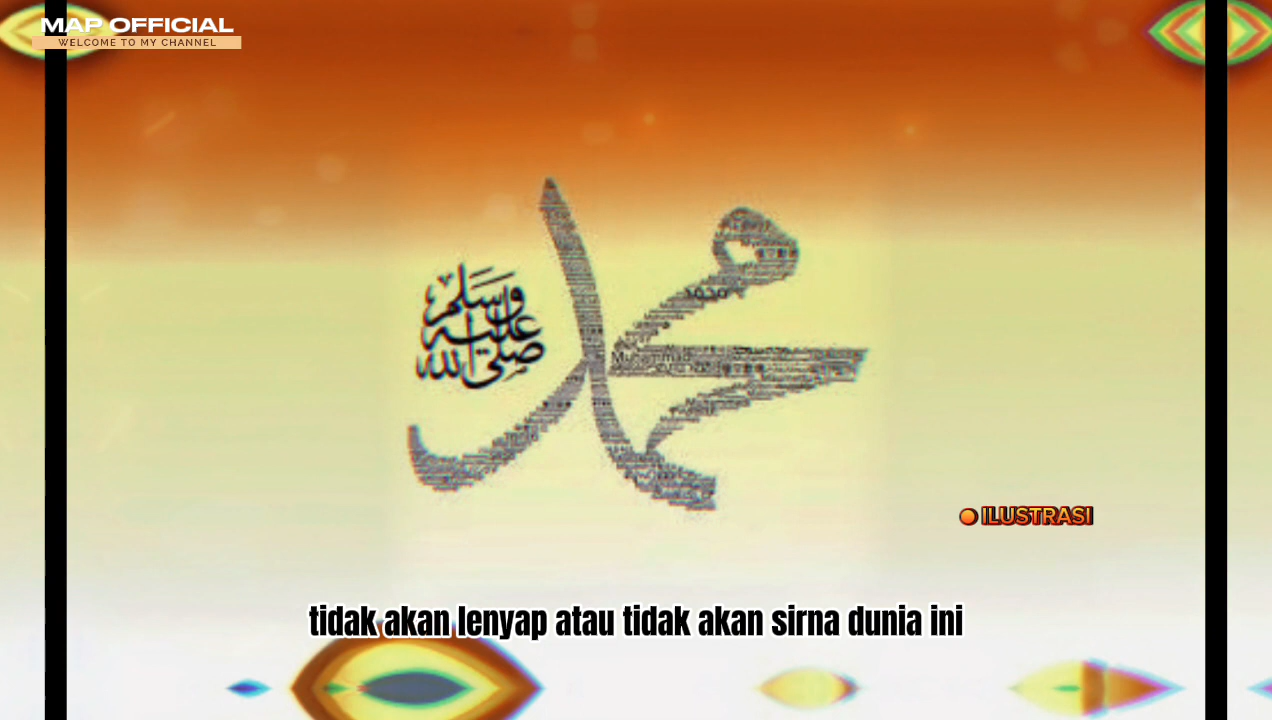 MAP OFFICIAL
WELCOME TO MY CHANNEL
محمد
صلى الله
عليه
وسلم
Muhammad
ILUSTRASI
tidak akan lenyap atau tidak akan sirna dunia ini